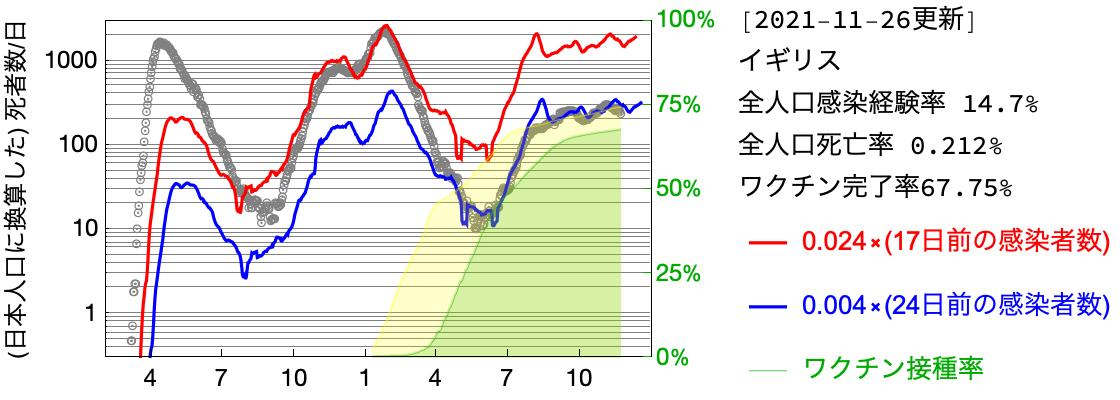 (日本人口に換算した) 死者数/日
1000
100
10
1
4
7
10
1
4
7
10
100%
75%
50%
25%
0%
[2021-11-26更新]
イギリス
全人口感染経験率 14.7%
全人口死亡率 0.212%
ワクチン完了率67.75%
0.024×(17日前の感染者数)
0.004×(24日前の感染者数)
ワクチン接種率